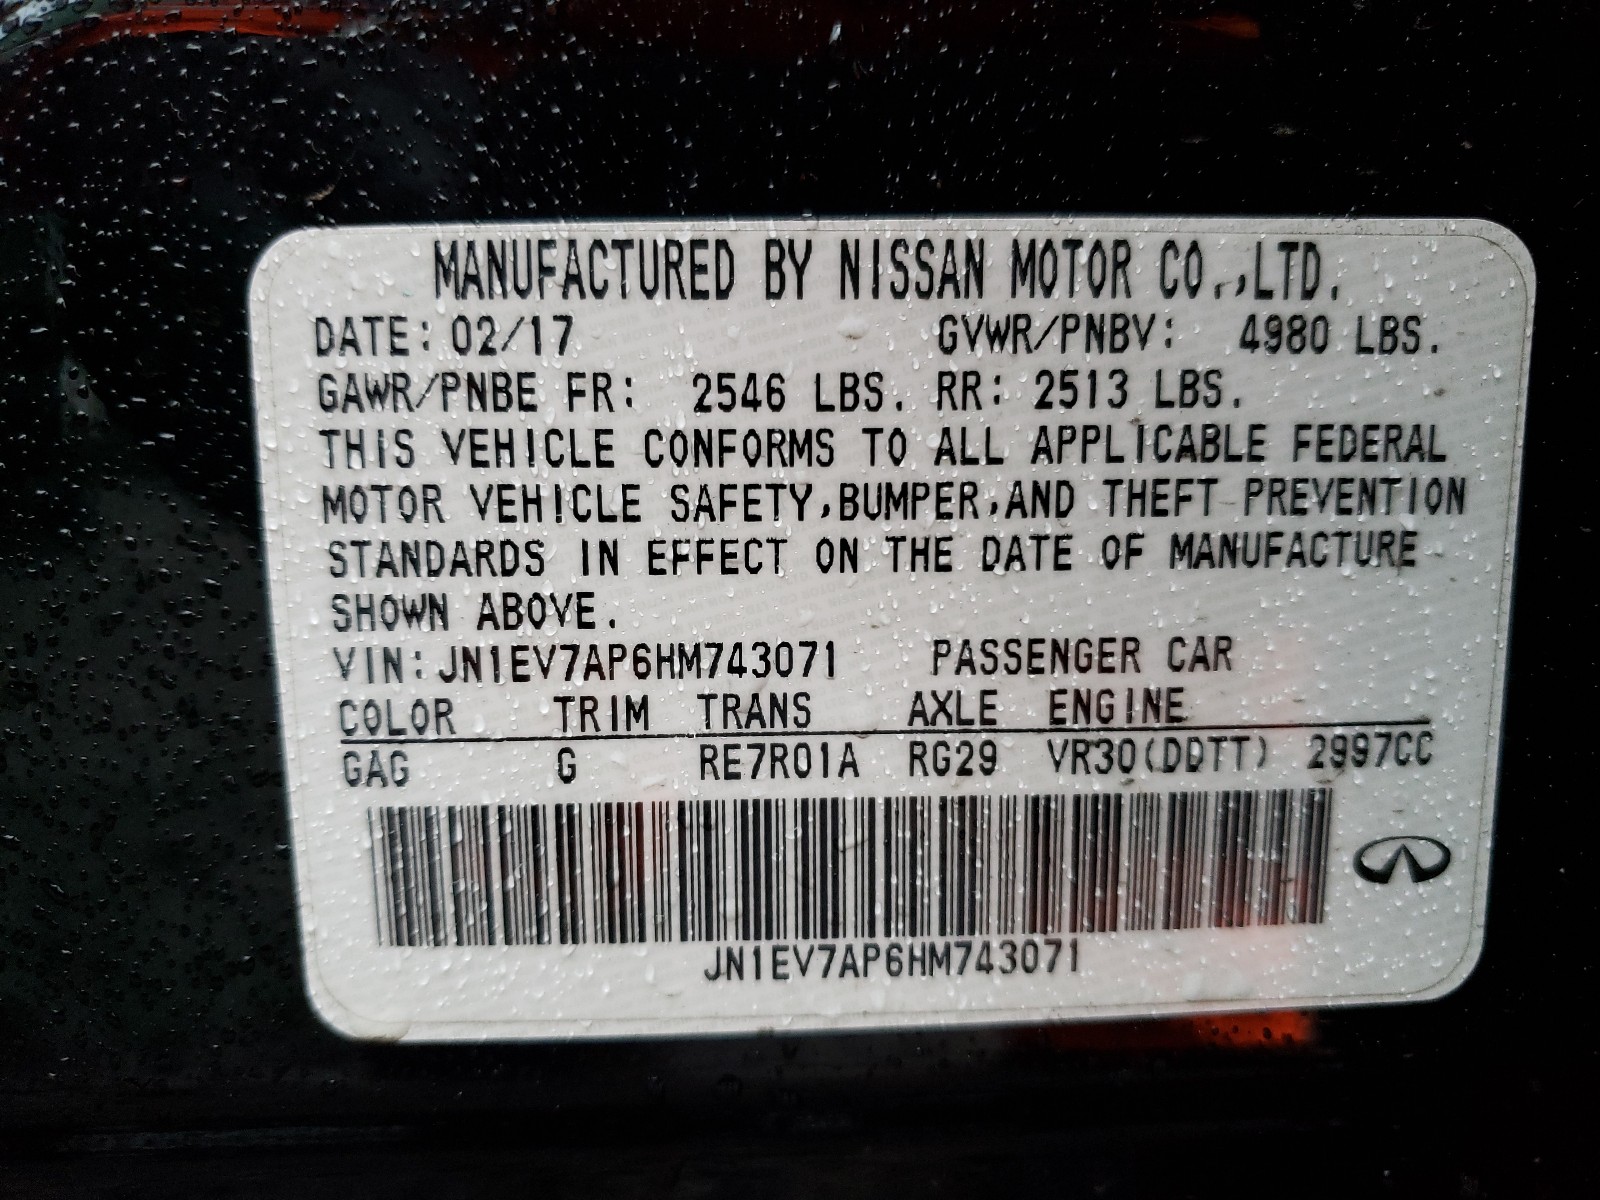 MANUFACTURED BY NISSAN MOTOR CO.,LTD.
DATE: 02/17 GVWR/PNBV: 4980 LBS.
GAWR/PNBE FR: 2546 LBS. RR: 2513 LBS.
THIS VEHICLE CONFORMS TO ALL APPLICABLE FEDERAL
MOTOR VEHICLE SAFETY,BUMPER,AND THEFT PREVENTION
STANDARDS IN EFFECT ON THE DATE OF MANUFACTURE
SHOWN ABOVE.
VIN:JN1EV7AP6HM743071 PASSENGER CAR
COLOR TRIM TRANS AXLE ENGINE
GAG G RE7R01A RG29 VR30(DDTT) 2997CC
JN1EV7AP6HM743071